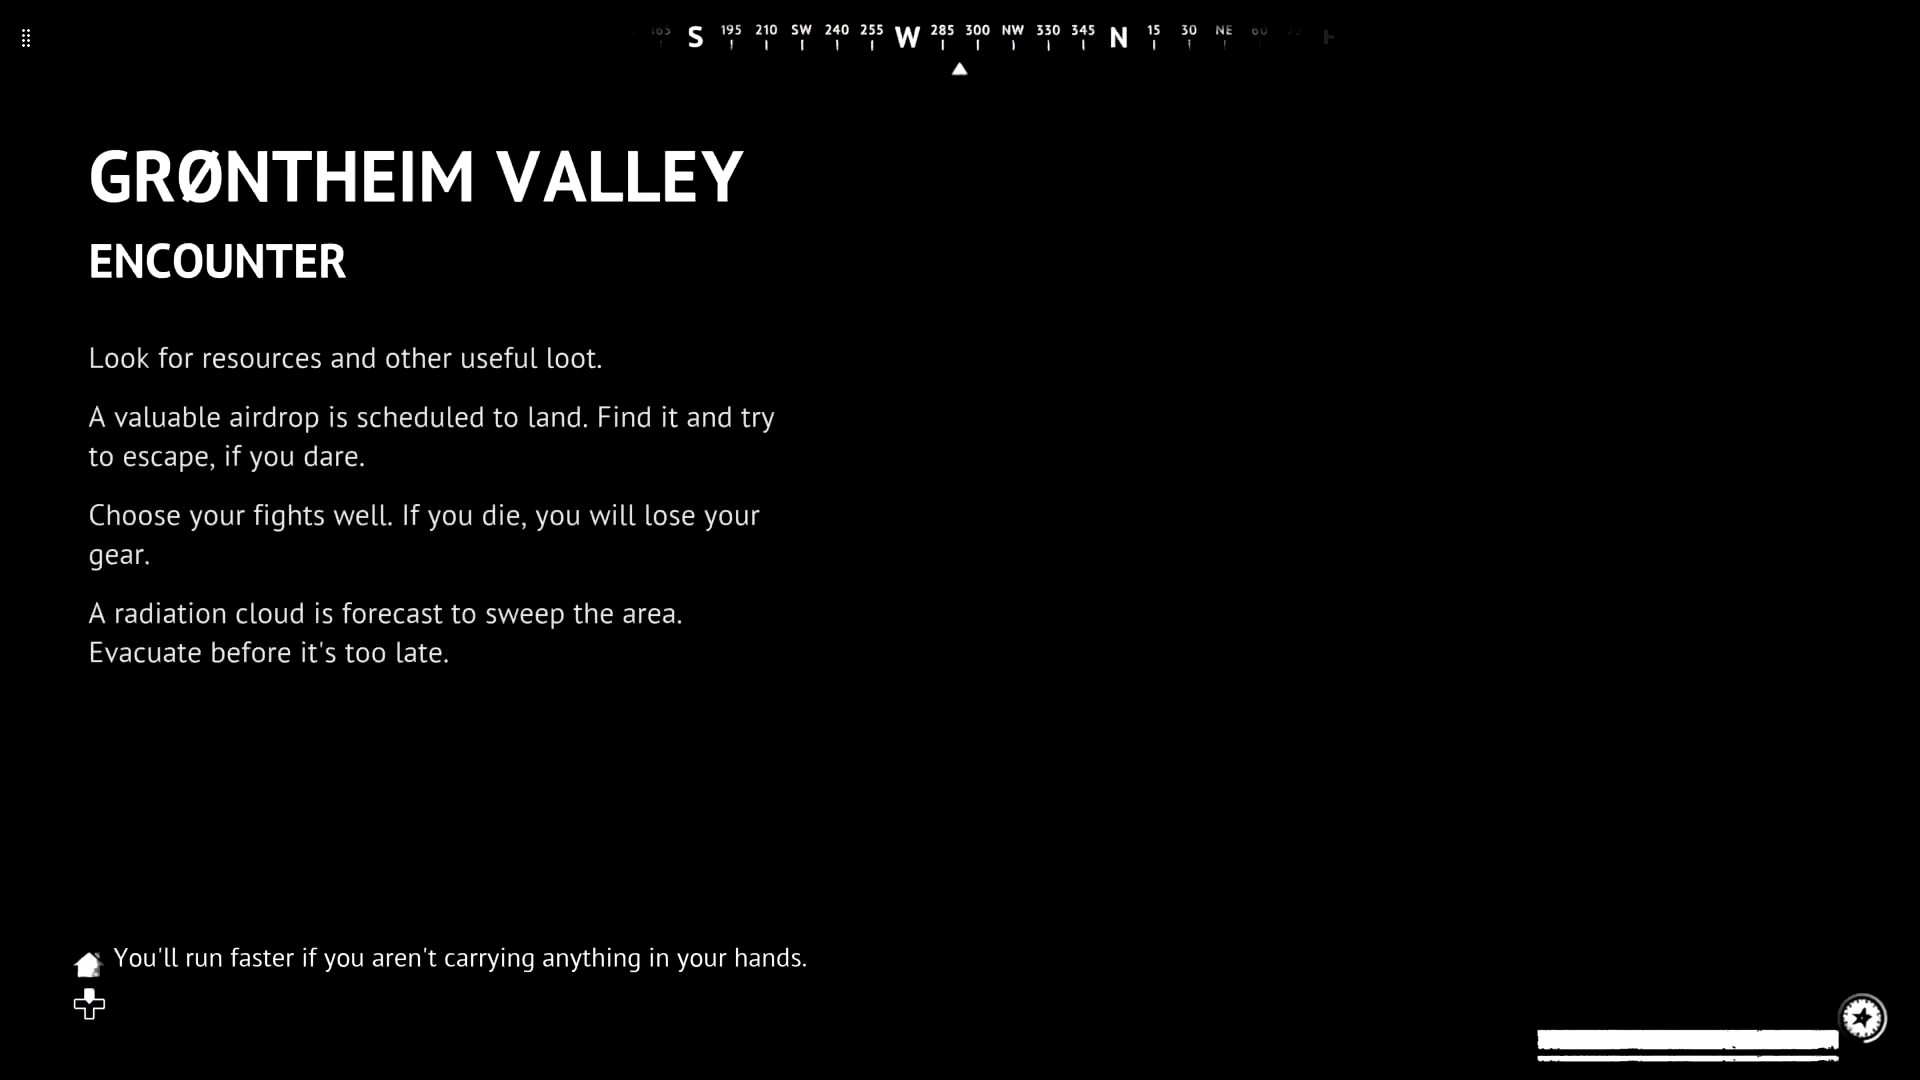 165 S 195 210 SW 240 255 W 285 300 NW 330 345 N 15 30 NE 60 75
GRØNTHEIM VALLEY
ENCOUNTER
Look for resources and other useful loot.
A valuable airdrop is scheduled to land. Find it and try
to escape, if you dare.
Choose your fights well. If you die, you will lose your
gear.
A radiation cloud is forecast to sweep the area.
Evacuate before it's too late.
You'll run faster if you aren't carrying anything in your hands.